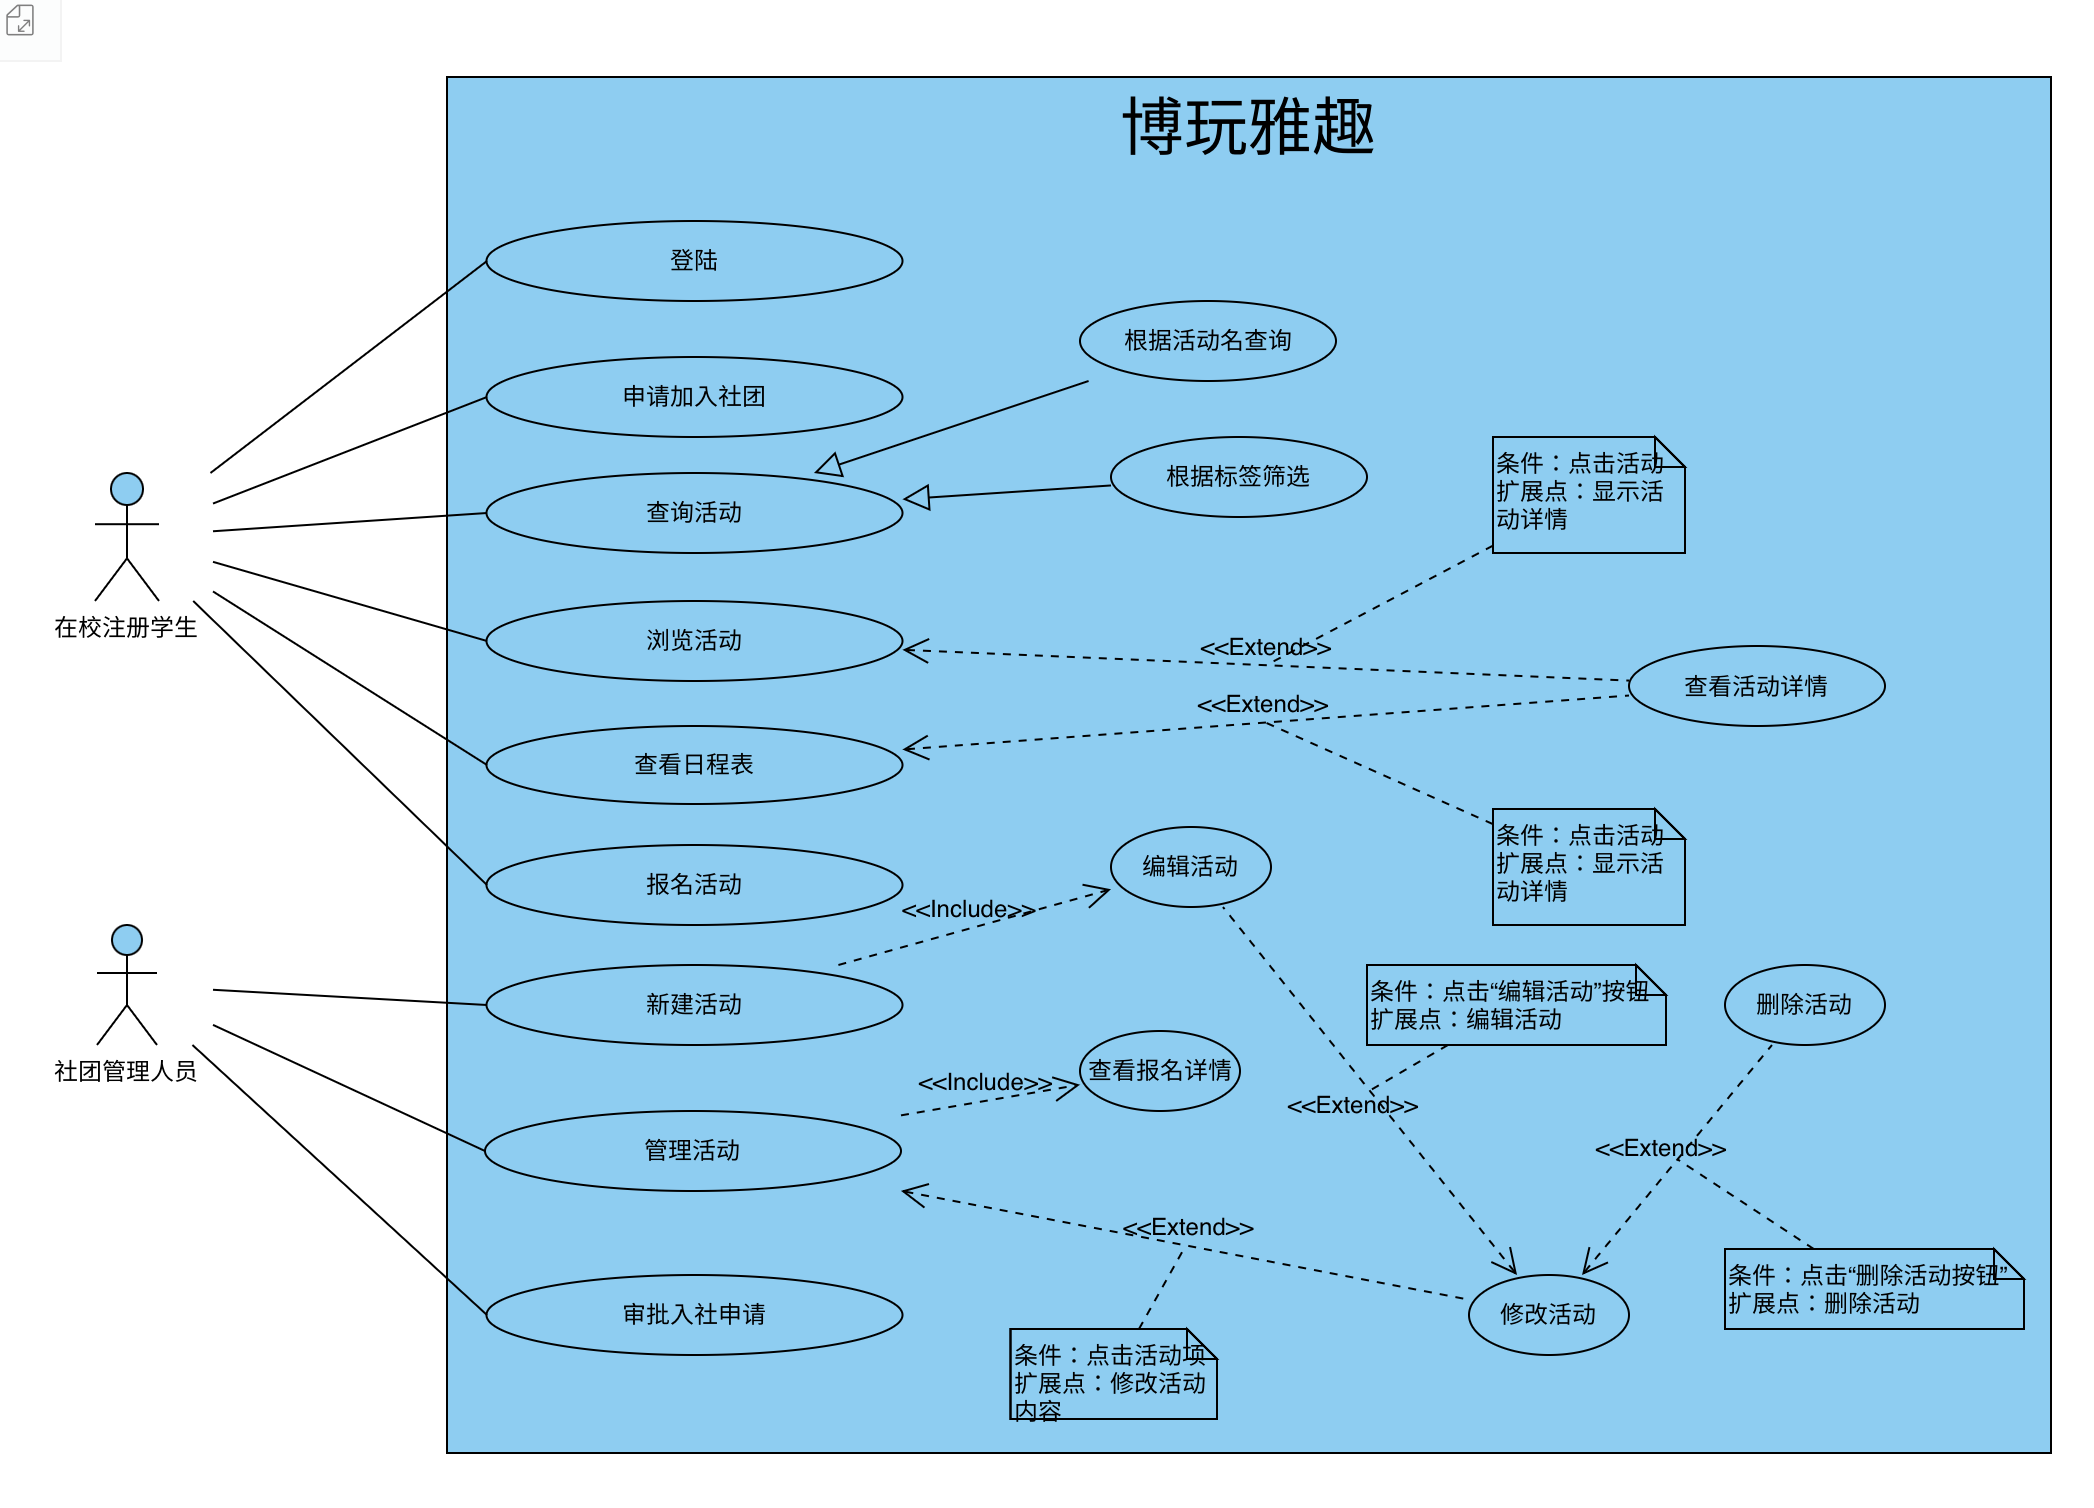 博玩雅趣
登陆
根据活动名查询
申请加入社团
根据标签筛选
条件：点击活动
扩展点：显示活
动详情
查询活动
在校注册学生
浏览活动
<<Extend>>
查看活动详情
<<Extend>>
查看日程表
条件：点击活动
扩展点：显示活
动详情
编辑活动
报名活动
<<Include>>
新建活动
条件：点击“编辑活动”按钮
扩展点：编辑活动
删除活动
社团管理人员
查看报名详情
<<Include>>
<<Extend>>
管理活动
<<Extend>>
<<Extend>>
条件：点击“删除活动按钮”
扩展点：删除活动
审批入社申请
修改活动
条件：点击活动项
扩展点：修改活动
内容